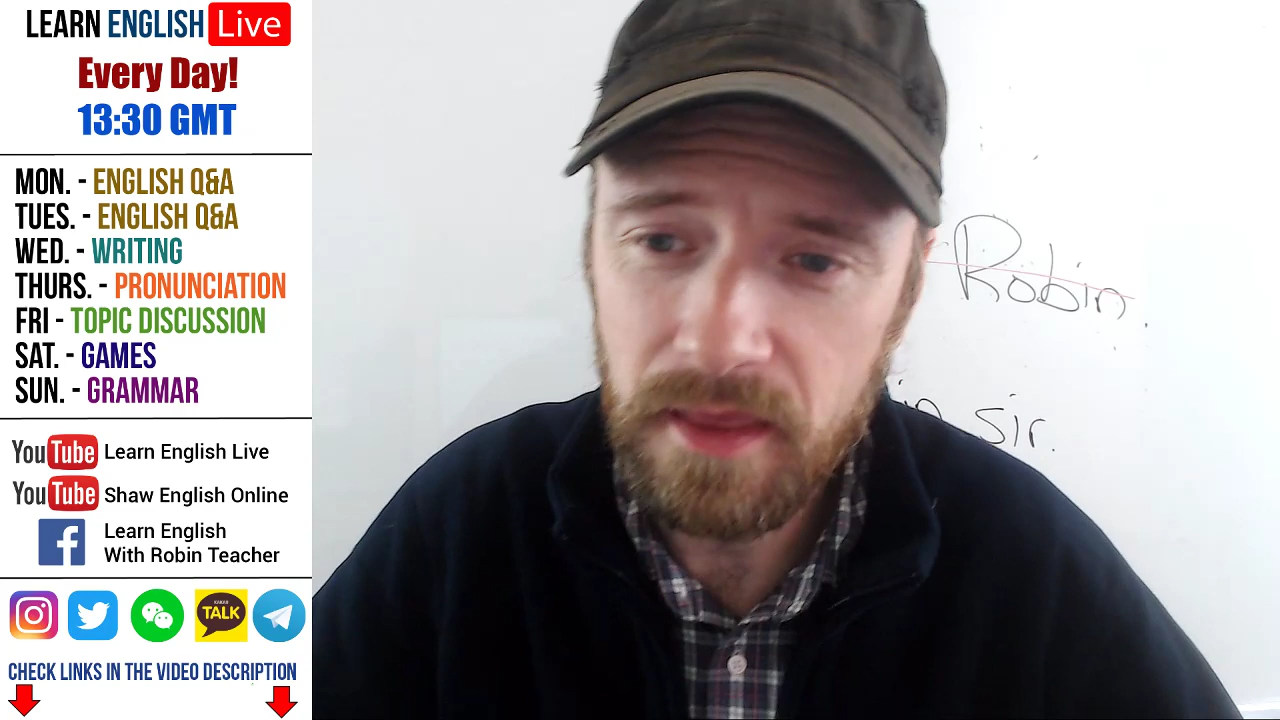 LEARN ENGLISH Live
Every Day!
13:30 GMT
MON. - ENGLISH Q&A
TUES. - ENGLISH Q&A
WED. - WRITING
THURS. - PRONUNCIATION
FRI - TOPIC DISCUSSION
SAT. - GAMES
SUN. - GRAMMAR
YouTube Learn English Live
YouTube Shaw English Online
f Learn English
With Robin Teacher
KAKAO
TALK
CHECK LINKS IN THE VIDEO DESCRIPTION
Robin.
sir.